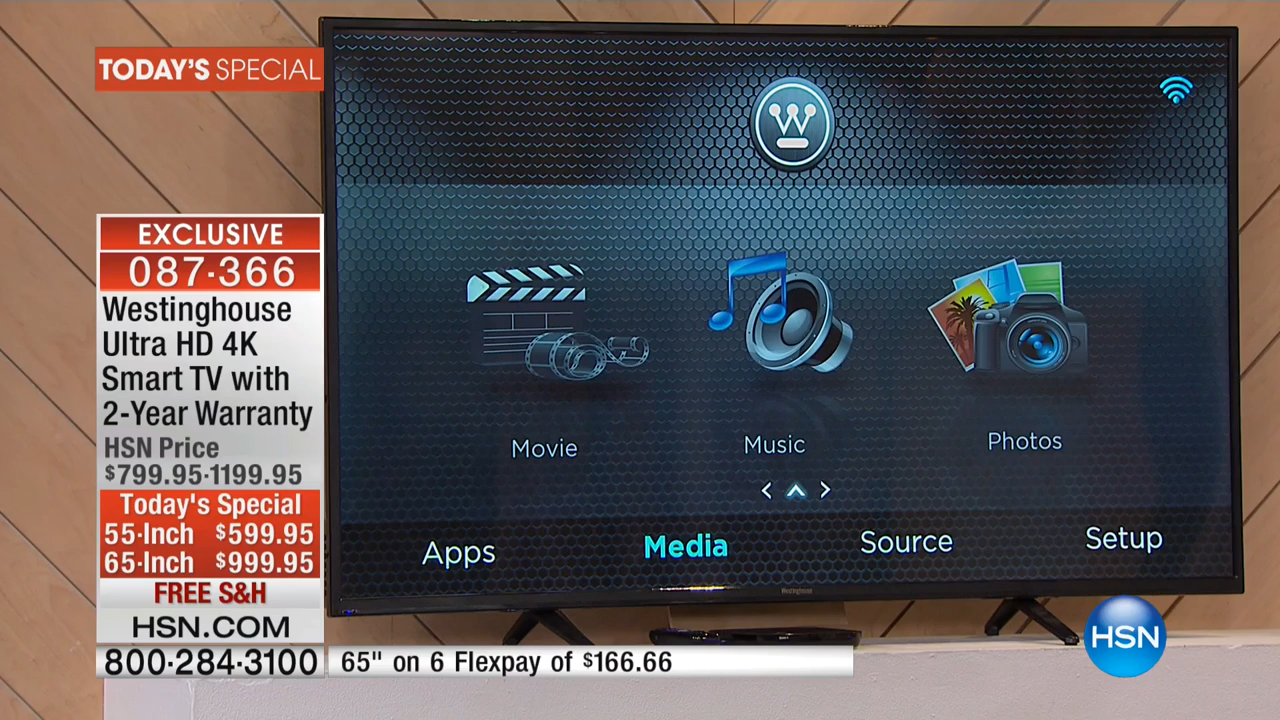 TODAY'S SPECIAL
EXCLUSIVE
087·366
Westinghouse
Ultra HD 4K
Smart TV with
2-Year Warranty
HSN Price
$799.95-1199.95
Today's Special
55-Inch $599.95
65-Inch $999.95
FREE S&H
HSN.COM
800·284·3100
65" on 6 Flexpay of $166.66
W
Movie
Music
Photos
Apps
Media
Source
Setup
Westinghouse
HSN